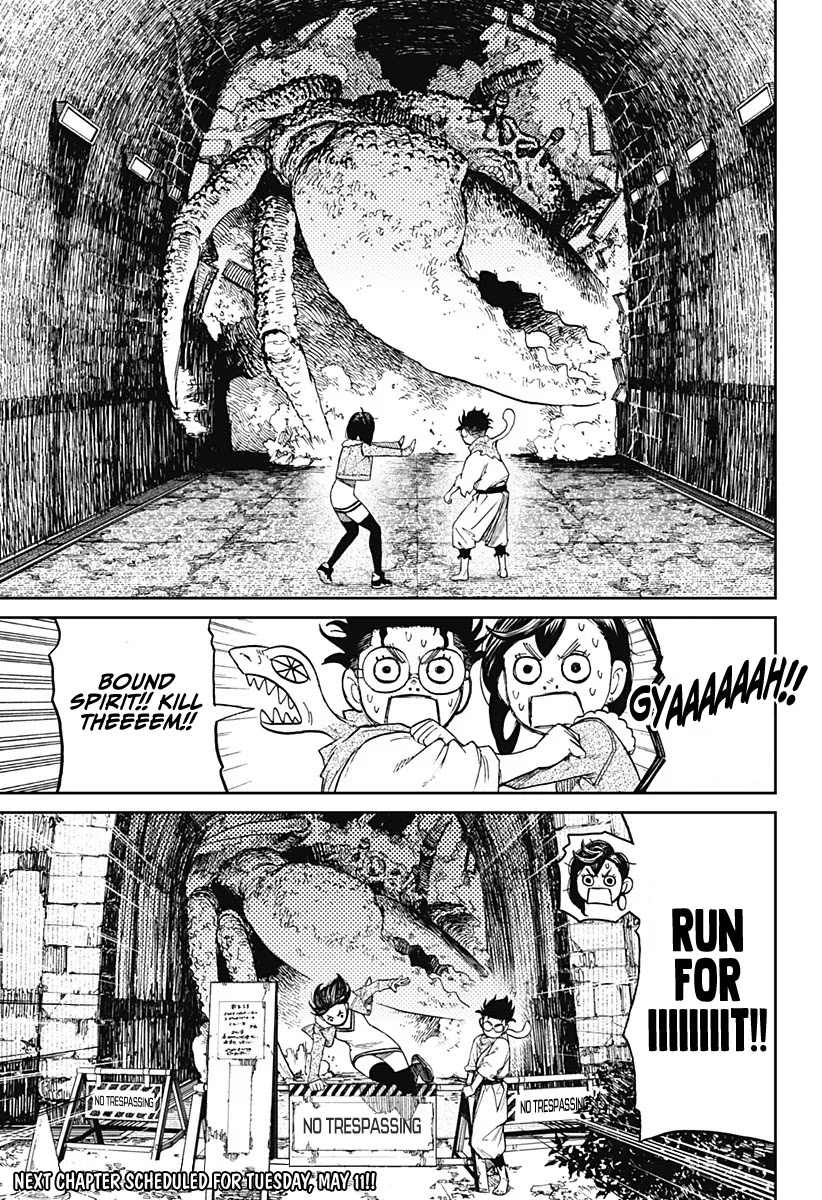 GYAAAAAAH!!
BOUND
SPIRIT!! KILL
THEEEEM!!
RUN
FOR
IIIIIIIIIT!!
NO TRESPASSING
NO TRESPASSING
NO TRESPASSING
NEXT CHAPTER SCHEDULED FOR TUESDAY, MAY 11!!